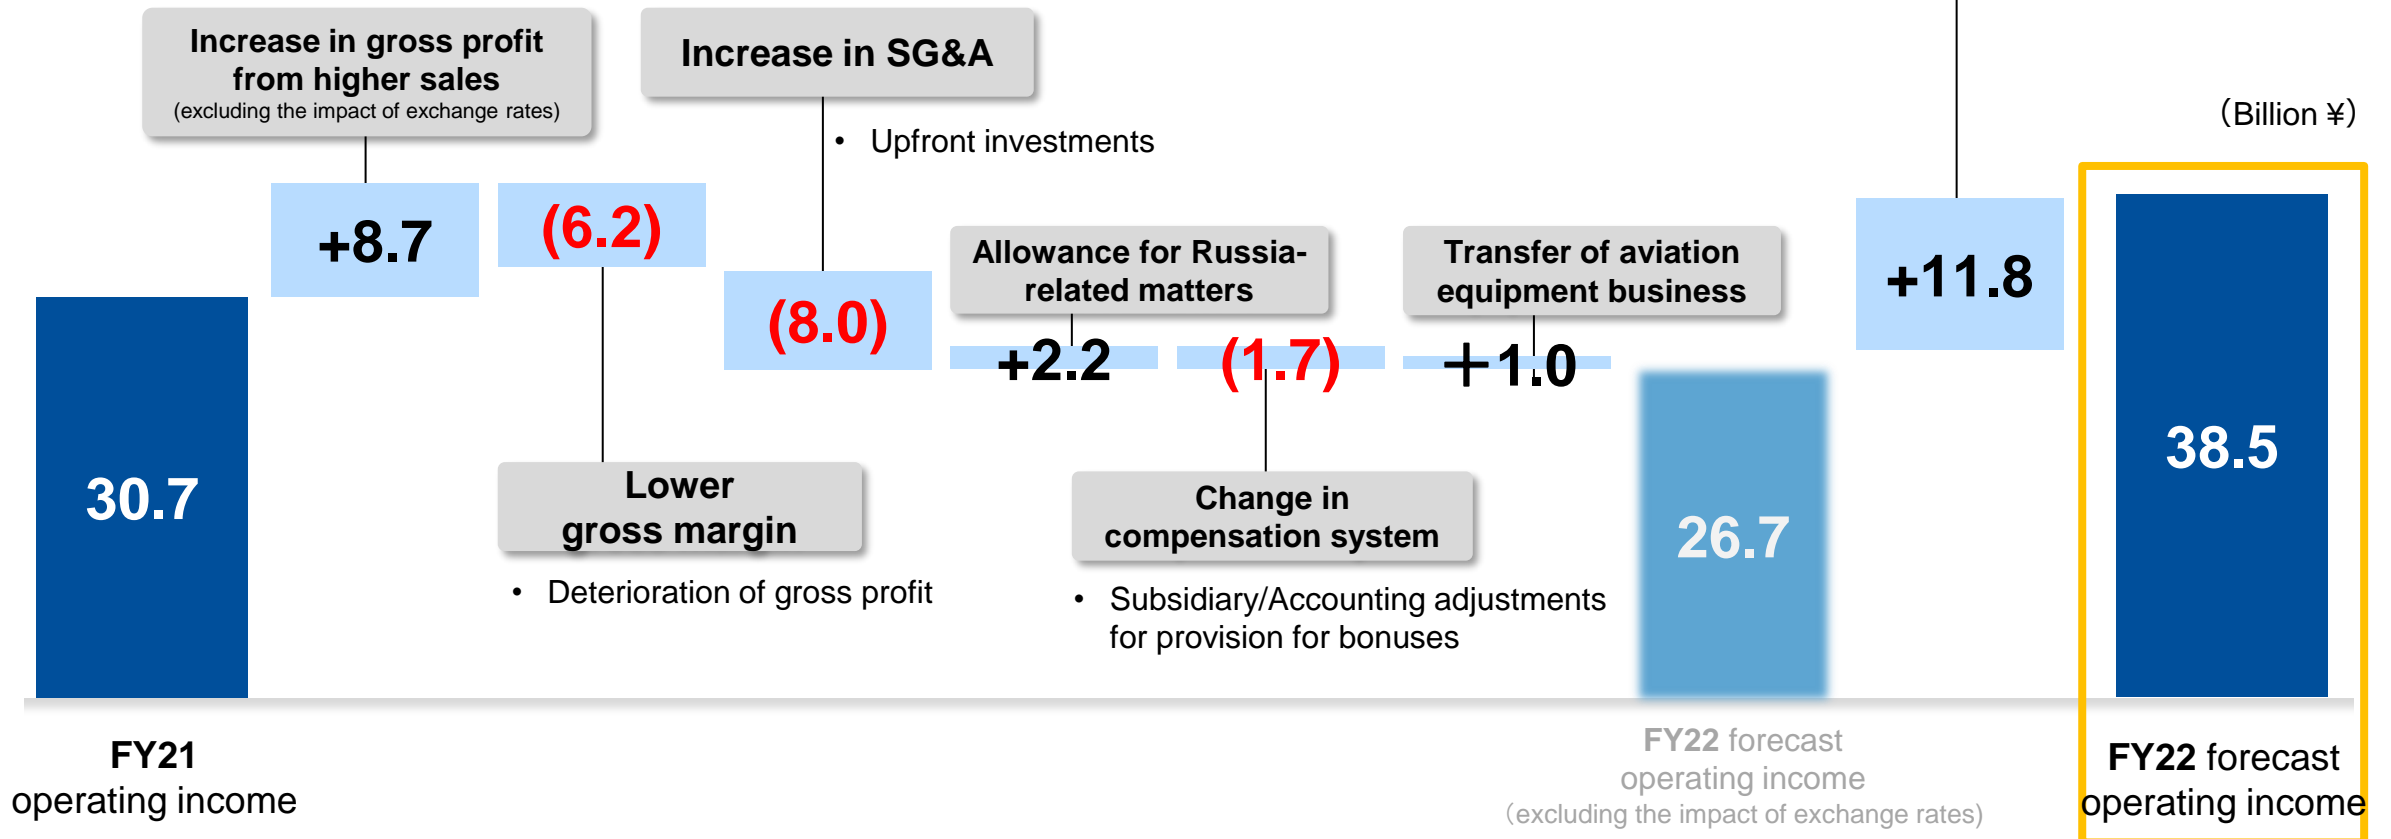 Increase in gross profit
from higher sales
(excluding the impact of exchange rates)
Increase in SG&A
• Upfront investments
（Billion ¥）
+8.7
(6.2)
(8.0)
Allowance for Russia-
related matters
+2.2
(1.7)
Transfer of aviation
equipment business
＋1.0
+11.8
30.7
Lower
gross margin
• Deterioration of gross profit
Change in
compensation system
• Subsidiary/Accounting adjustments
for provision for bonuses
26.7
38.5
FY21
operating income
FY22 forecast
operating income
（excluding the impact of exchange rates)
FY22 forecast
operating income